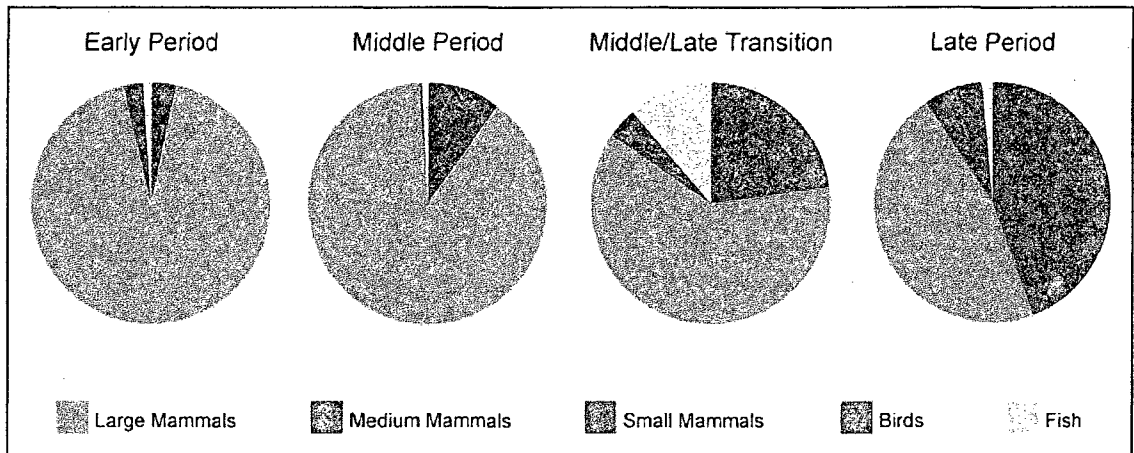 Early Period Middle Period Middle/Late Transition Late Period
Large Mammals Medium Mammals Small Mammals Birds Fish